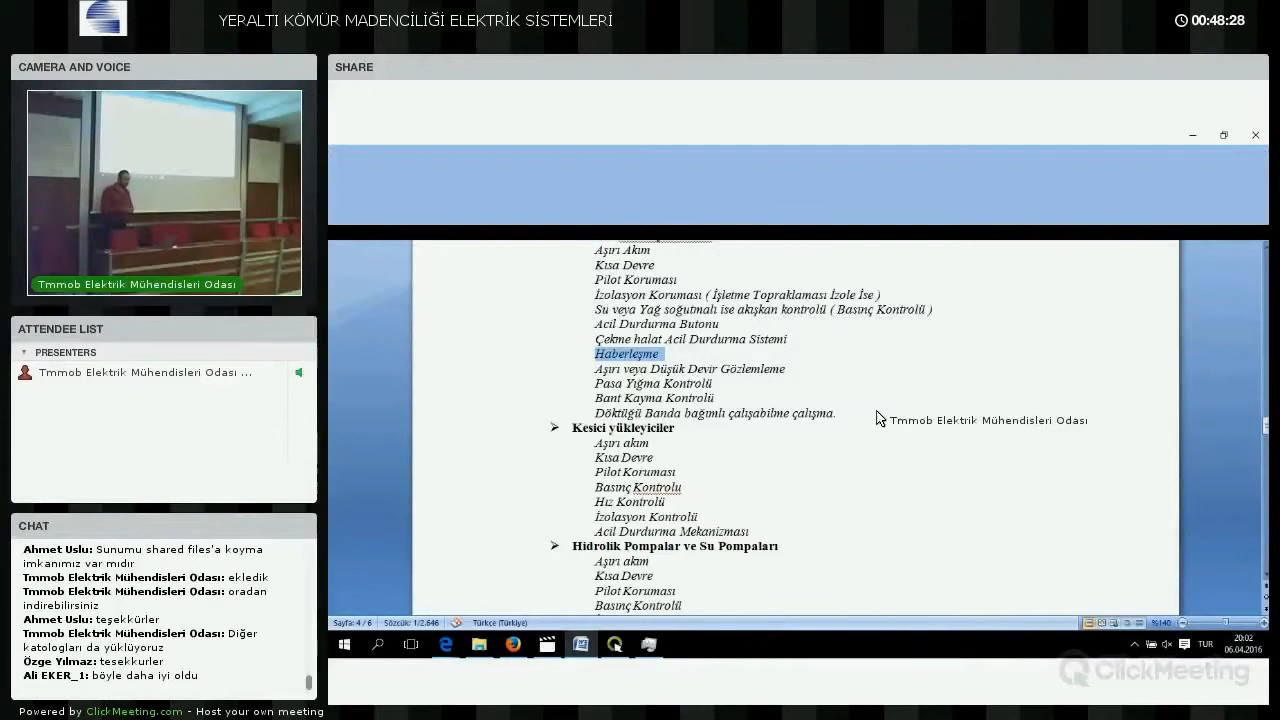 YERALTI KÖMÜR MADENCİLİĞİ ELEKTRİK SİSTEMLERİ
00:48:28
CAMERA AND VOICE
Tmmob Elektrik Mühendisleri Odası
ATTENDEE LIST
PRESENTERS
Tmmob Elektrik Mühendisleri Odası ...
CHAT
Ahmet Uslu: Sunumu shared files'a koyma
imkanımız var mıdır
Tmmob Elektrik Mühendisleri Odası: ekledik
Tmmob Elektrik Mühendisleri Odası: oradan
indirebilirsiniz
Ahmet Uslu: teşekkürler
Tmmob Elektrik Mühendisleri Odası: Diğer
katologları da yüklüyoruz
Özge Yılmaz: tesekkurler
Ali EKER_1: böyle daha iyi oldu
Powered by ClickMeeting.com - Host your own meeting
SHARE
Aşırı Akım
Kısa Devre
Pilot Koruması
İzolasyon Koruması ( İşletme Topraklaması İzole İse )
Su veya Yağ soğutmalı ise akışkan kontrolü ( Basınç Kontrolü )
Acil Durdurma Butonu
Çekme halat Acil Durdurma Sistemi
Haberleşme
Aşırı veya Düşük Devir Gözlemleme
Pasa Yığma Kontrolü
Bant Kayma Kontrolü
Döktüğü Banda bağımlı çalışabilme çalışma.
Tmmob Elektrik Mühendisleri Odası
➢ Kesici yükleyiciler
Aşırı akım
Kısa Devre
Pilot Koruması
Basınç Kontrolu
Hız Kontrolü
İzolasyon Kontrolü
Acil Durdurma Mekanizması
➢ Hidrolik Pompalar ve Su Pompaları
Aşırı akım
Kısa Devre
Pilot Koruması
Basınç Kontrolü
Sayfa: 4 / 6 Sözcük: 1/2.646 Türkçe (Türkiye) %140
TUR
20:02
06.04.2016
ClickMeeting